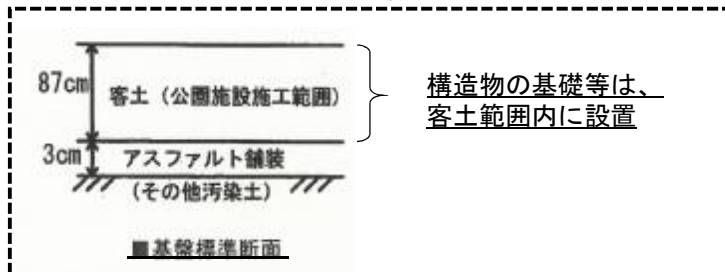 87cm
客土（公園施設施工範囲）
構造物の基礎等は、
客土範囲内に設置
3cm
アスファルト舗装
(その他汚染土)
■基盤標準断面